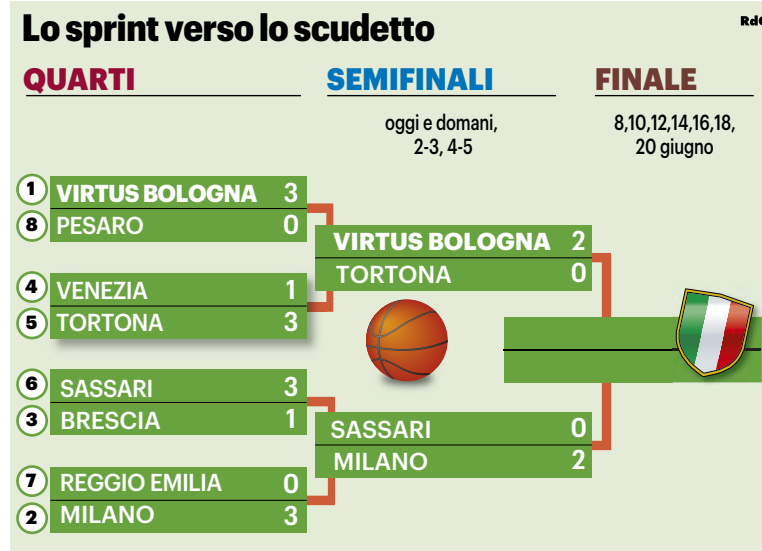 Lo sprint verso lo scudetto
QUARTI
SEMIFINALI
FINALE
oggi e domani,
2-3, 4-5
8,10,12,14,16,18,
20 giugno
1 VIRTUS BOLOGNA 3
8 PESARO 0
4 VENEZIA 1
5 TORTONA 3
6 SASSARI 3
3 BRESCIA 1
7 REGGIO EMILIA 0
2 MILANO 3
VIRTUS BOLOGNA 2
TORTONA 0
SASSARI 0
MILANO 2